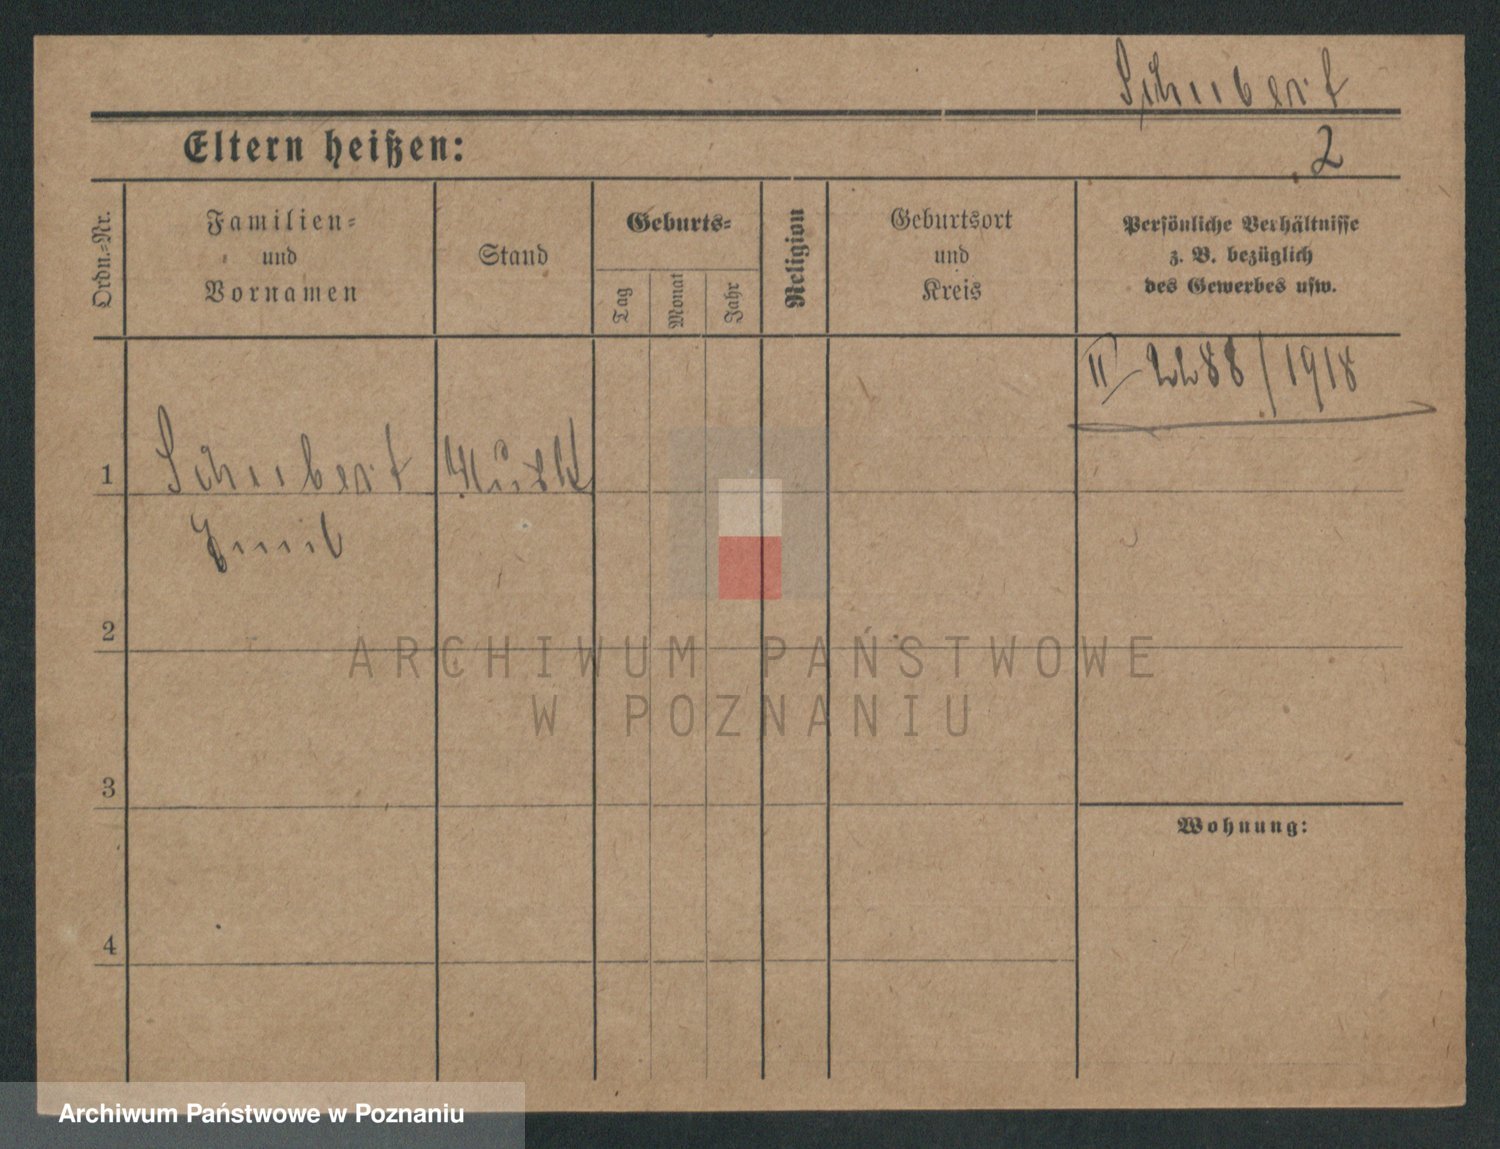 Schubert
Eltern heißen:
2
Ordn.-Nr.
Familien-
und
Vornamen
Stand
Geburts-
Tag
Monat
Jahr
Religion
Geburtsort
und
Kreis
Persönliche Verhältnisse
z. B. bezüglich
des Gewerbes usw.
II 2288/1918
1
Schubert
Emil
2
3
4
Wohnung:
ARCHIWUM PAŃSTWOWE
W POZNANIU
Archiwum Państwowe w Poznaniu